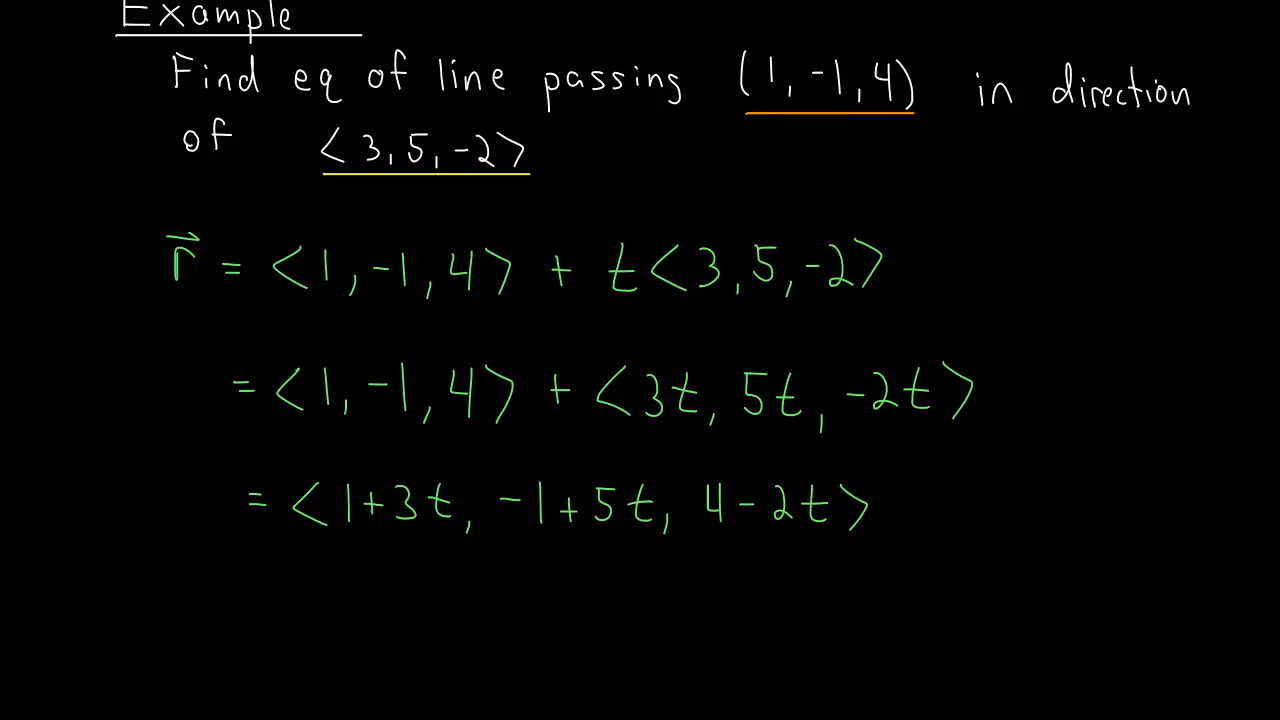 Example
Find eq of line passing (1, -1, 4) in direction
of <3, 5, -2>
r⃗ = <1, -1, 4> + t<3, 5, -2>
= <1, -1, 4> + <3t, 5t, -2t>
= <1+3t, -1+5t, 4-2t>